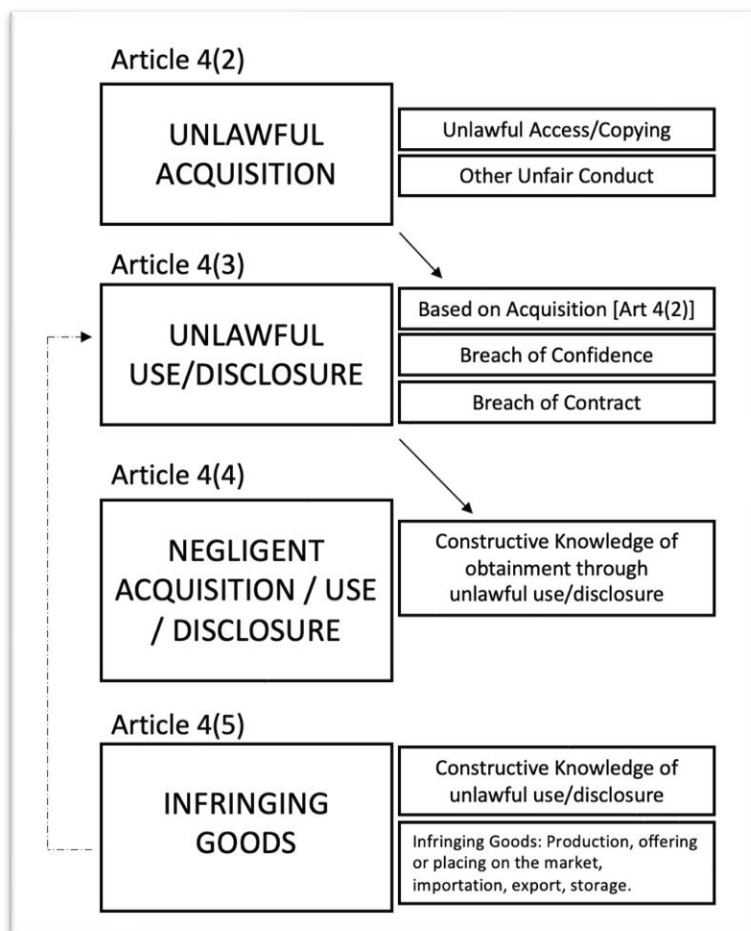 Article 4(2)
UNLAWFUL
ACQUISITION
Unlawful Access/Copying
Other Unfair Conduct
Article 4(3)
UNLAWFUL
USE/DISCLOSURE
Based on Acquisition [Art 4(2)]
Breach of Confidence
Breach of Contract
Article 4(4)
NEGLIGENT
ACQUISITION / USE
/ DISCLOSURE
Constructive Knowledge of
obtainment through
unlawful use/disclosure
Article 4(5)
INFRINGING
GOODS
Constructive Knowledge of
unlawful use/disclosure
Infringing Goods: Production, offering
or placing on the market,
importation, export, storage.